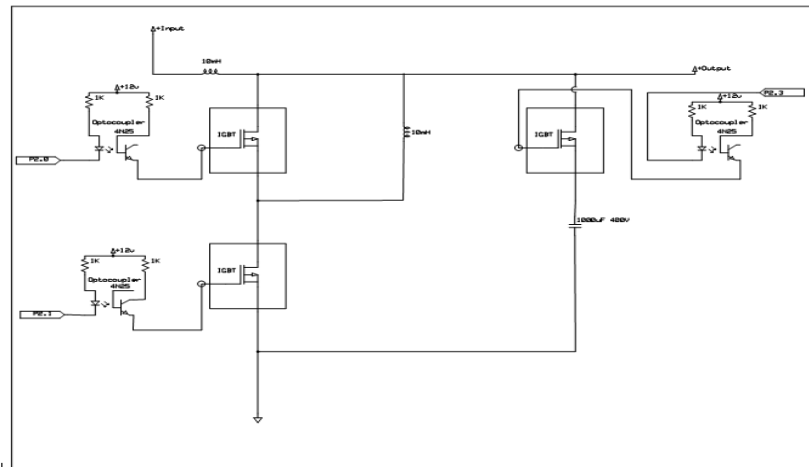 +Input
10mH
+Output
+12v
1K
1K
Optocoupler
4N25
P2.0
IGBT
10mH
IGBT
+12v
P2.3
1K
1K
Optocoupler
4N25
1000uF 400V
+12v
1K
1K
Optocoupler
4N25
P2.1
IGBT